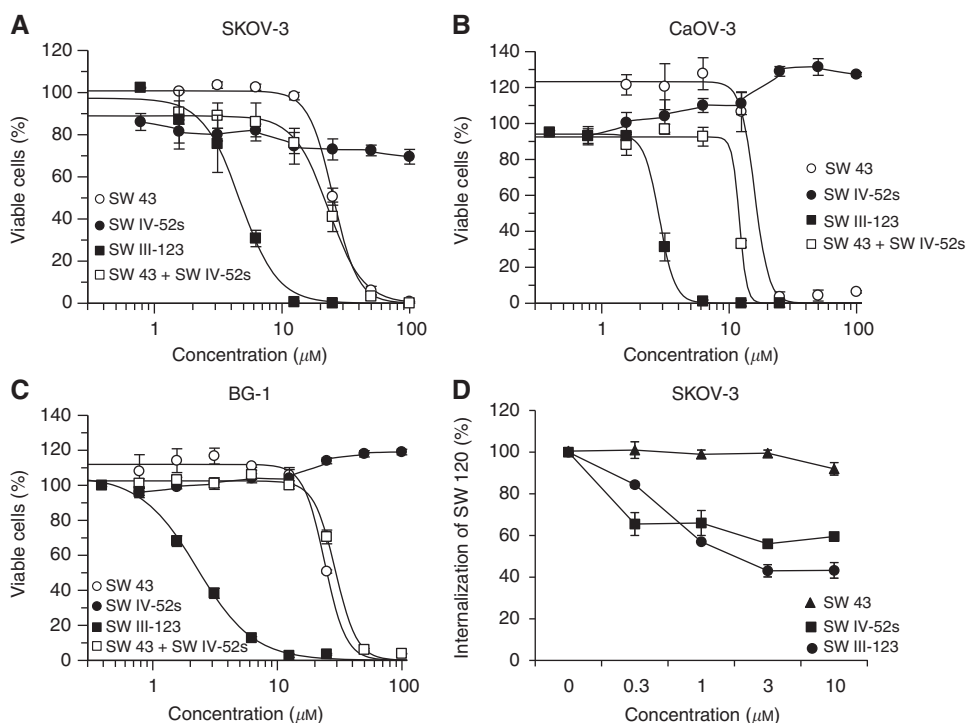 A
SKOV-3
120
100
80
60
40
20
0
Viable cells (%)
SW 43
SW IV-52s
SW III-123
SW 43 + SW IV-52s
1
10
100
Concentration (μM)
B
CaOV-3
140
120
100
80
60
40
20
0
Viable cells (%)
SW 43
SW IV-52s
SW III-123
SW 43 + SW IV-52s
1
10
100
Concentration (μM)
C
BG-1
140
120
100
80
60
40
20
0
Viable cells (%)
SW 43
SW IV-52s
SW III-123
SW 43 + SW IV-52s
1
10
100
Concentration (μM)
D
SKOV-3
120
100
80
60
40
20
0
Internalization of SW 120 (%)
SW 43
SW IV-52s
SW III-123
0
0.3
1
3
10
Concentration (μM)